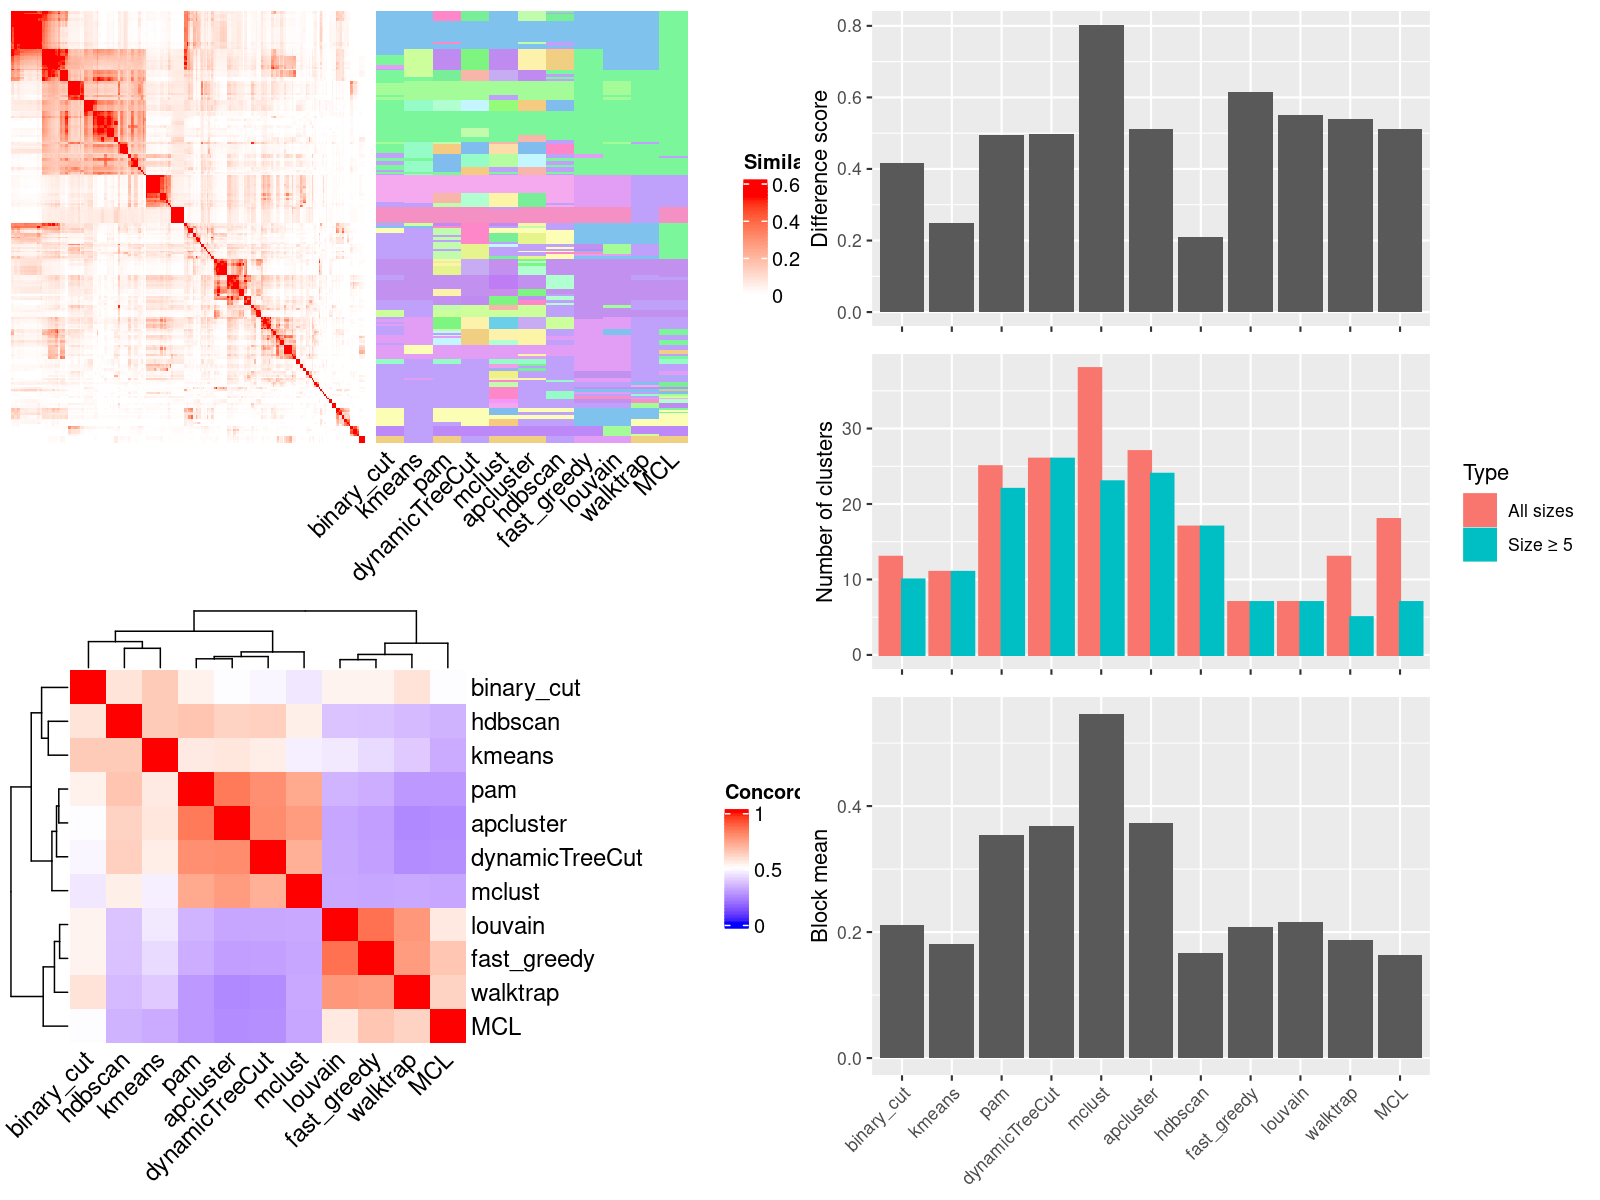 Simila
0.6
0.4
0.2
0
binary_cut
kmeans
pam
dynamicTreeCut
mclust
apcluster
hdbscan
fast_greedy
louvain
walktrap
MCL
binary_cut
hdbscan
kmeans
pam
apcluster
dynamicTreeCut
mclust
louvain
fast_greedy
walktrap
MCL
binary_cut
hdbscan
kmeans
pam
apcluster
dynamicTreeCut
mclust
louvain
fast_greedy
walktrap
MCL
Concord
1
0.5
0
Difference score
0.8
0.6
0.4
0.2
0.0
Number of clusters
30
20
10
0
Type
All sizes
Size ≥ 5
Block mean
0.4
0.2
0.0
binary_cut
kmeans
pam
dynamicTreeCut
mclust
apcluster
hdbscan
fast_greedy
louvain
walktrap
MCL